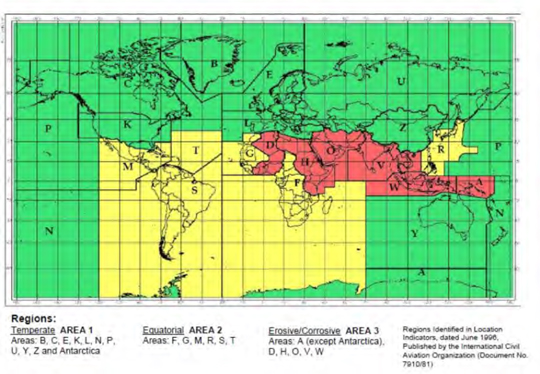 B
E
U
C
K
L
Z
P
P
M
T
G
D
O
R
H
V
S
F
W
A
N
N
Y
A
Regions:
Temperate AREA 1
Areas: B, C, E, K, L, N, P,
U, Y, Z and Antarctica
Equatorial AREA 2
Areas: F, G, M, R, S, T
Erosive/Corrosive AREA 3
Areas: A (except Antarctica),
D, H, O, V, W
Regions Identified in Location
Indicators, dated June 1996,
Published by the International Civil
Aviation Organization (Document No.
7910/81)